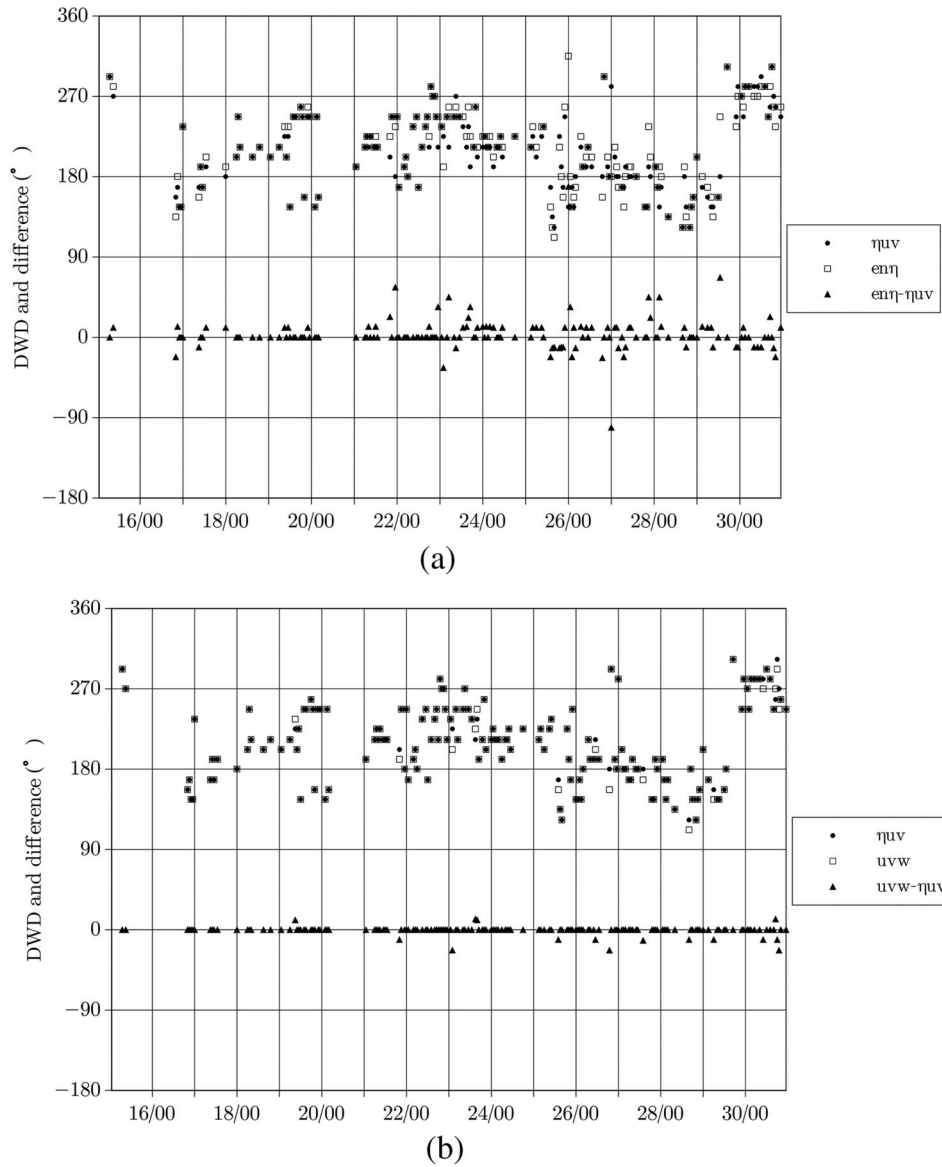 360
270
180
90
0
−90
−180
DWD and difference (°)
16/00 18/00 20/00 22/00 24/00 26/00 28/00 30/00
ηuv
enη
enη-ηuv
(a)
360
270
180
90
0
−90
−180
DWD and difference (°)
16/00 18/00 20/00 22/00 24/00 26/00 28/00 30/00
ηuv
uvw
uvw-ηuv
(b)